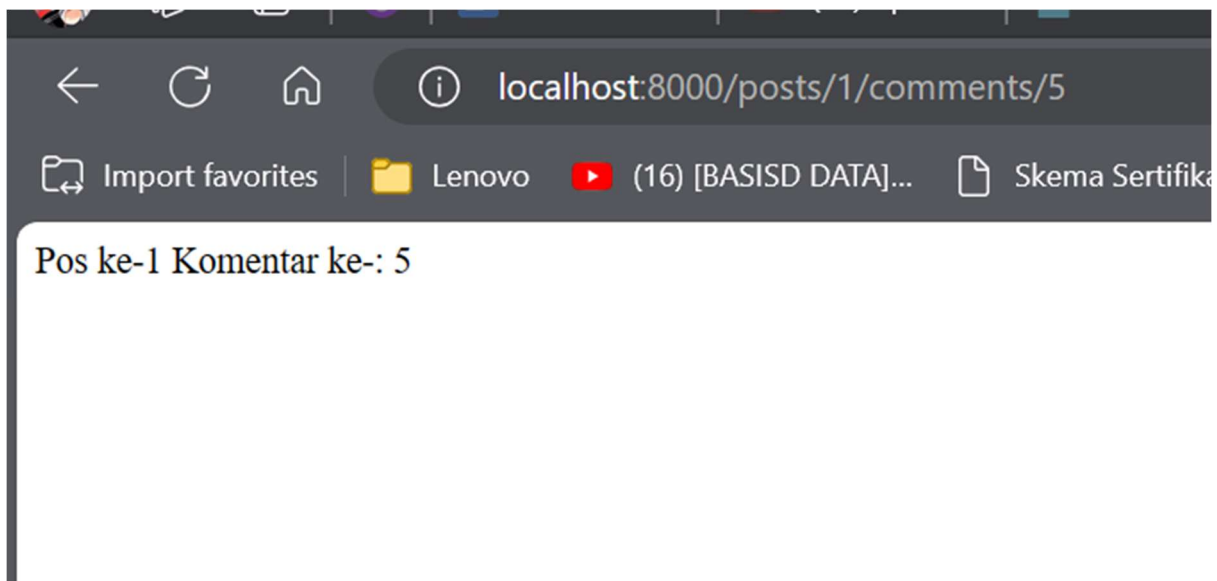 localhost:8000/posts/1/comments/5
Import favorites Lenovo (16) [BASISD DATA]... Skema Sertifika
Pos ke-1 Komentar ke-: 5